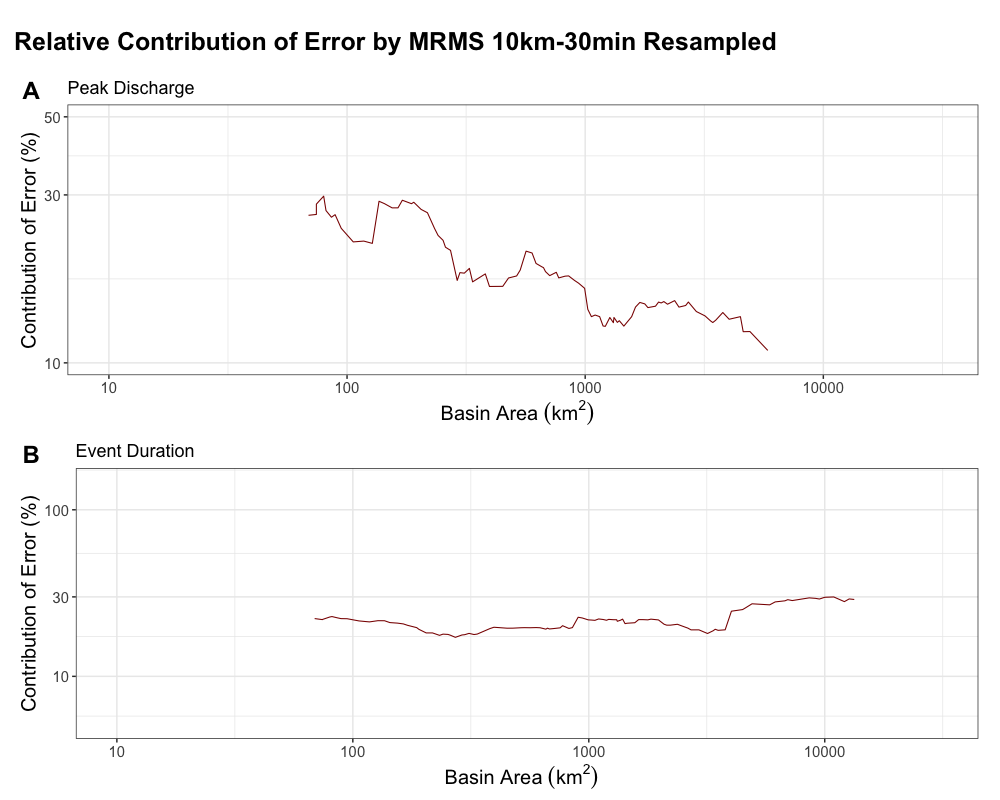 Relative Contribution of Error by MRMS 10km-30min Resampled
A
Peak Discharge
Contribution of Error (%)
50
30
10
10 100 1000 10000
Basin Area (km²)
B
Event Duration
Contribution of Error (%)
100
30
10
10 100 1000 10000
Basin Area (km²)